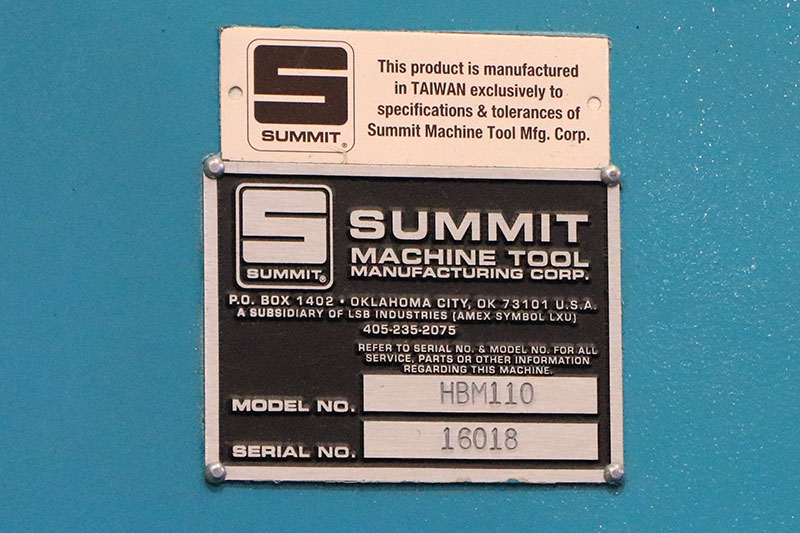 S
SUMMIT®
This product is manufactured
in TAIWAN exclusively to
specifications & tolerances of
Summit Machine Tool Mfg. Corp.
S
SUMMIT®
SUMMIT
MACHINE TOOL
MANUFACTURING CORP.
P.O. BOX 1402 • OKLAHOMA CITY, OK 73101 U.S.A.
A SUBSIDIARY OF LSB INDUSTRIES (AMEX SYMBOL LXU)
405-235-2075
REFER TO SERIAL NO. & MODEL NO. FOR ALL
SERVICE, PARTS OR OTHER INFORMATION
REGARDING THIS MACHINE.
MODEL NO. HBM110
SERIAL NO. 16018